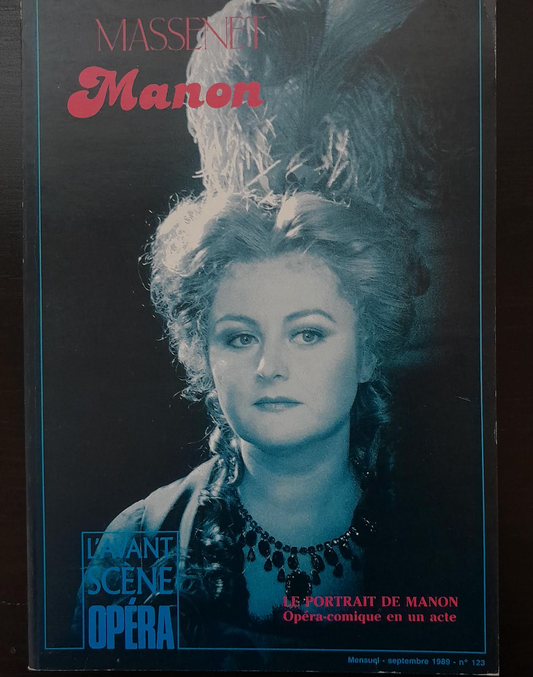 MASSENET
Manon
L'AVANT
SCÈNE
OPÉRA
LE PORTRAIT DE MANON
Opéra-comique en un acte
Mensuel - septembre 1989 - n° 123